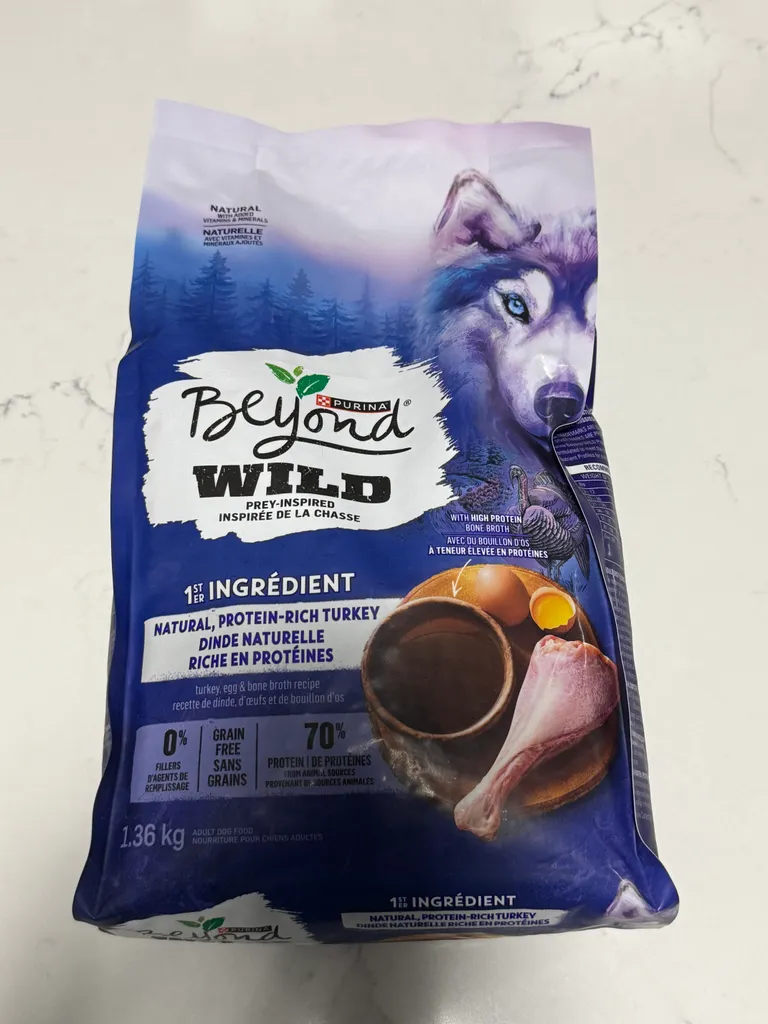 NATURAL
WITH ADDED
VITAMINS & MINERALS
NATURELLE
AVEC VITAMINES ET
MINÉRAUX AJOUTÉS
PURINA
Beyond®
WILD
PREY-INSPIRED
INSPIRÉE DE LA CHASSE
WITH HIGH PROTEIN
BONE BROTH
AVEC DU BOUILLON D'OS
À TENEUR ÉLEVÉE EN PROTÉINES
1ST ER INGRÉDIENT
NATURAL, PROTEIN-RICH TURKEY
DINDE NATURELLE
RICHE EN PROTÉINES
turkey, egg & bone broth recipe
recette de dinde, d'œufs et de bouillon d'os
0%
FILLERS
D'AGENTS DE
REMPLISSAGE
GRAIN
FREE
SANS
GRAINS
70%
PROTEIN | DE PROTÉINES
FROM ANIMAL SOURCES
PROVENANT DE SOURCES ANIMALES
1.36 kg
ADULT DOG FOOD
NOURRITURE POUR CHIENS ADULTES
WEIGHT
PURINA
Beyond
1ST ER INGRÉDIENT
NATURAL, PROTEIN-RICH TURKEY
DINDE NATURELLE RICHE EN PROTÉINES